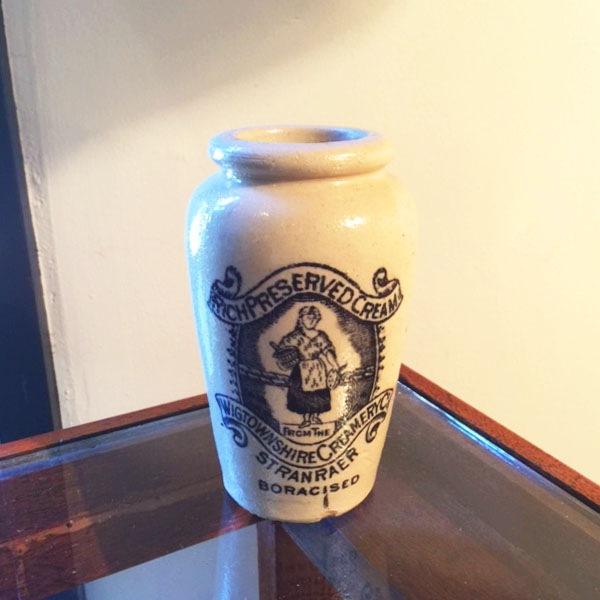 RICH PRESERVED CREAM
FROM THE
WIGTOWNSHIRE CREAMERY CO
STRANRAER
BORACISED